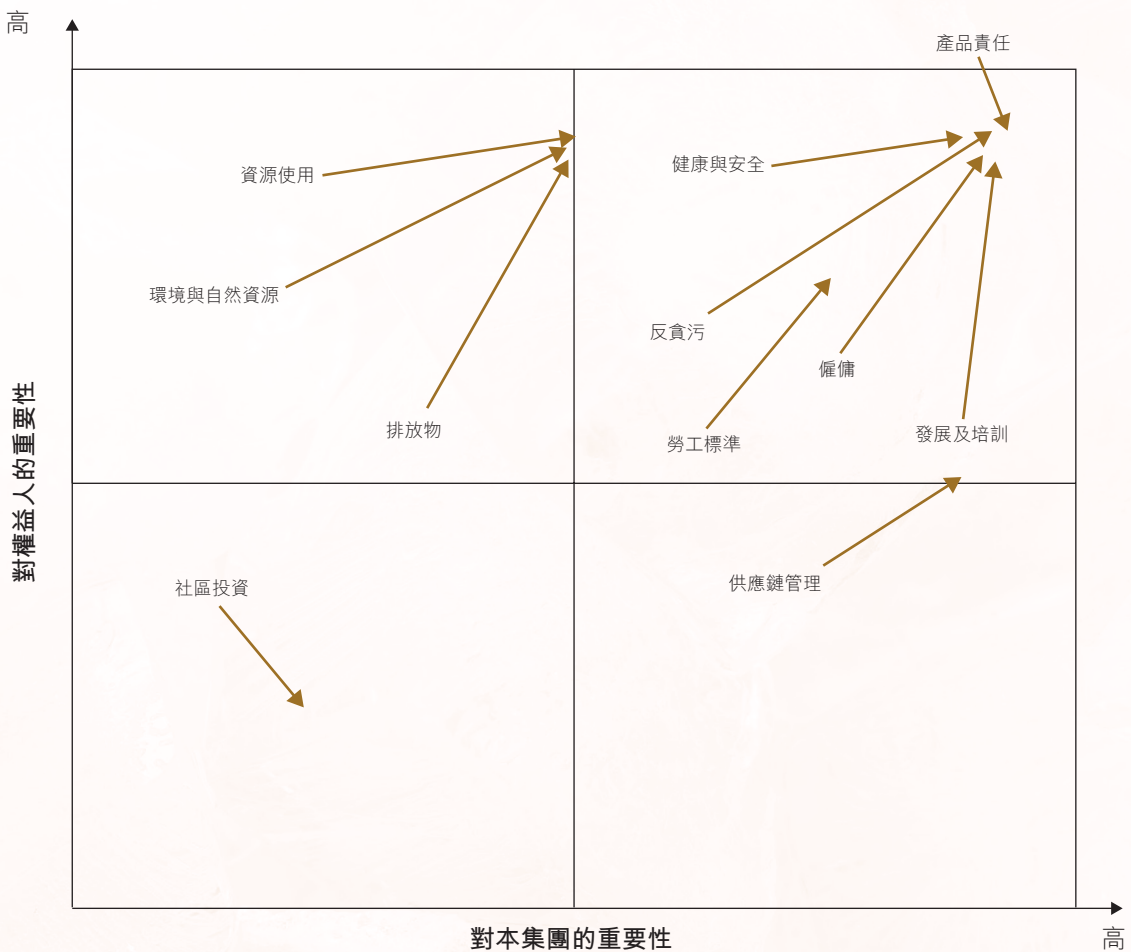 高
產品責任
資源使用
健康與安全
環境與自然資源
反貪污
僱傭
排放物
勞工標準
發展及培訓
對權益人的重要性
社區投資
供應鏈管理
對本集團的重要性
高